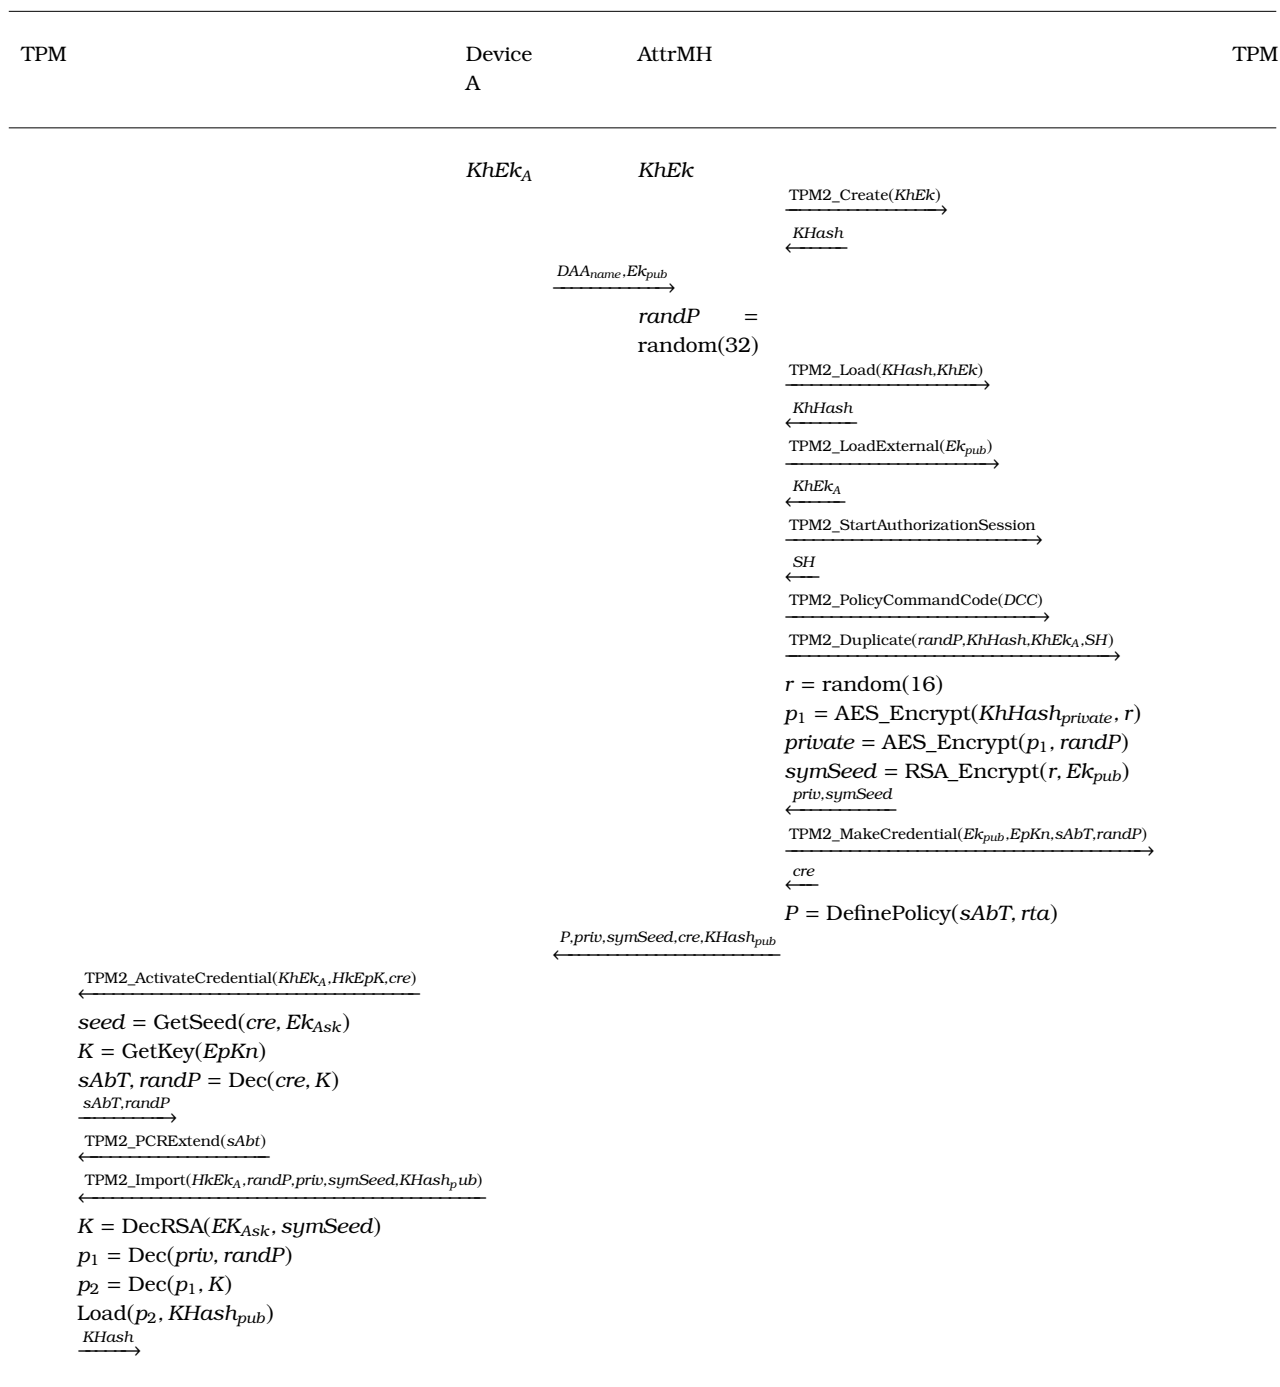 TPM Device AttrMH TPM
A
KhEk_A KhEk
TPM2_Create(KhEk)
KHash
DAA_name,Ek_pub
randP =
random(32)
TPM2_Load(KHash,KhEk)
KhHash
TPM2_LoadExternal(Ek_pub)
KhEk_A
TPM2_StartAuthorizationSession
SH
TPM2_PolicyCommandCode(DCC)
TPM2_Duplicate(randP,KhHash,KhEk_A,SH)
r = random(16)
p_1 = AES_Encrypt(KhHash_private, r)
private = AES_Encrypt(p_1, randP)
symSeed = RSA_Encrypt(r, Ek_pub)
priv,symSeed
TPM2_MakeCredential(Ek_pub,EpKn,sAbT,randP)
cre
P = DefinePolicy(sAbT, rta)
P,priv,symSeed,cre,KHash_pub
TPM2_ActivateCredential(KhEk_A,HkEpK,cre)
seed = GetSeed(cre, Ek_Ask)
K = GetKey(EpKn)
sAbT, randP = Dec(cre, K)
sAbT,randP
TPM2_PCRExtend(sAbt)
TPM2_Import(HkEk_A,randP,priv,symSeed,KHash_pub)
K = DecRSA(EK_Ask, symSeed)
p_1 = Dec(priv, randP)
p_2 = Dec(p_1, K)
Load(p_2, KHash_pub)
KHash